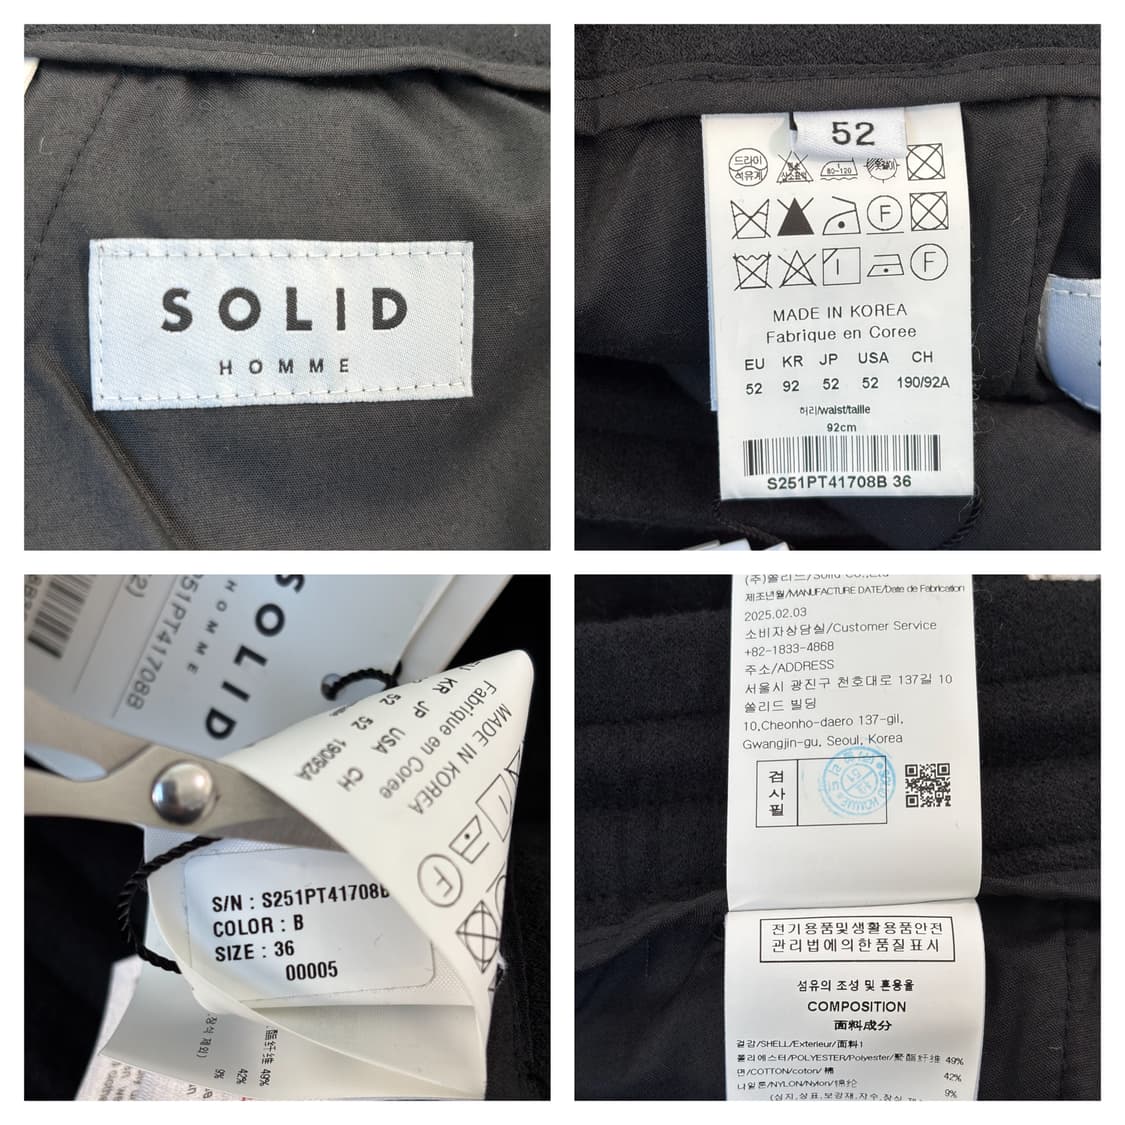 SOLID
HOMME
52
드라이
석유계
80~120
F
F
MADE IN KOREA
Fabrique en Coree
EU KR JP USA CH
52 92 52 52 190/92A
허리/waist/taille
92cm
S251PT41708B 36
SOLID
HOMME
251PT41708B
KR JP USA CH
52 52 190/92A
Fabrique en Coree
MADE IN KOREA
F
S/N : S251PT41708B
COLOR : B
SIZE : 36
00005
49%
42%
9%
(주)쏠리드/Solid Co.,Ltd
제조년월/MANUFACTURE DATE/Date de Fabrication
2025.02.03
소비자상담실/Customer Service
+82-1833-4868
주소/ADDRESS
서울시 광진구 천호대로 137길 10
쏠리드 빌딩
10,Cheonho-daero 137-gil,
Gwangjin-gu, Seoul, Korea
검사필
전기용품및생활용품안전
관리법에의한품질표시
섬유의 조성 및 혼용율
COMPOSITION
面料成分
겉감/SHELL/Exterieur/面料1
폴리에스터/POLYESTER/Polyester/聚酯纤维 49%
면/COTTON/coton/棉 42%
나일론/NYLON/Nylon/锦纶 9%